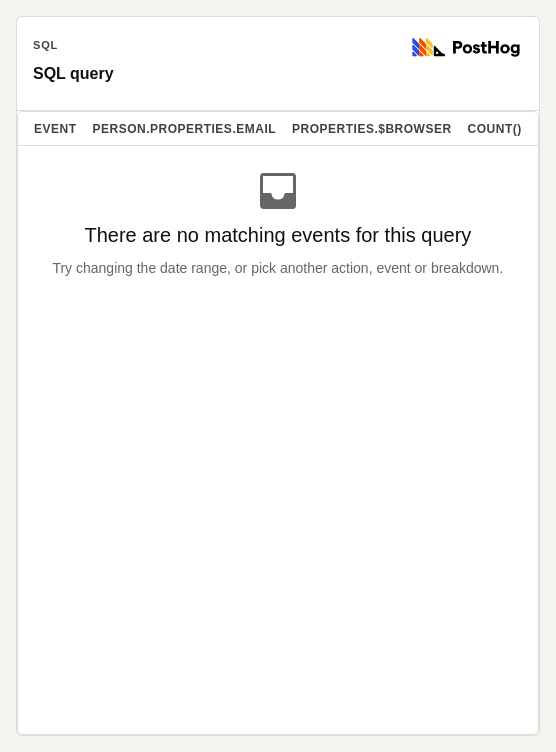 SQL
PostHog
SQL query
EVENT PERSON.PROPERTIES.EMAIL PROPERTIES.$BROWSER COUNT()
There are no matching events for this query
Try changing the date range, or pick another action, event or breakdown.